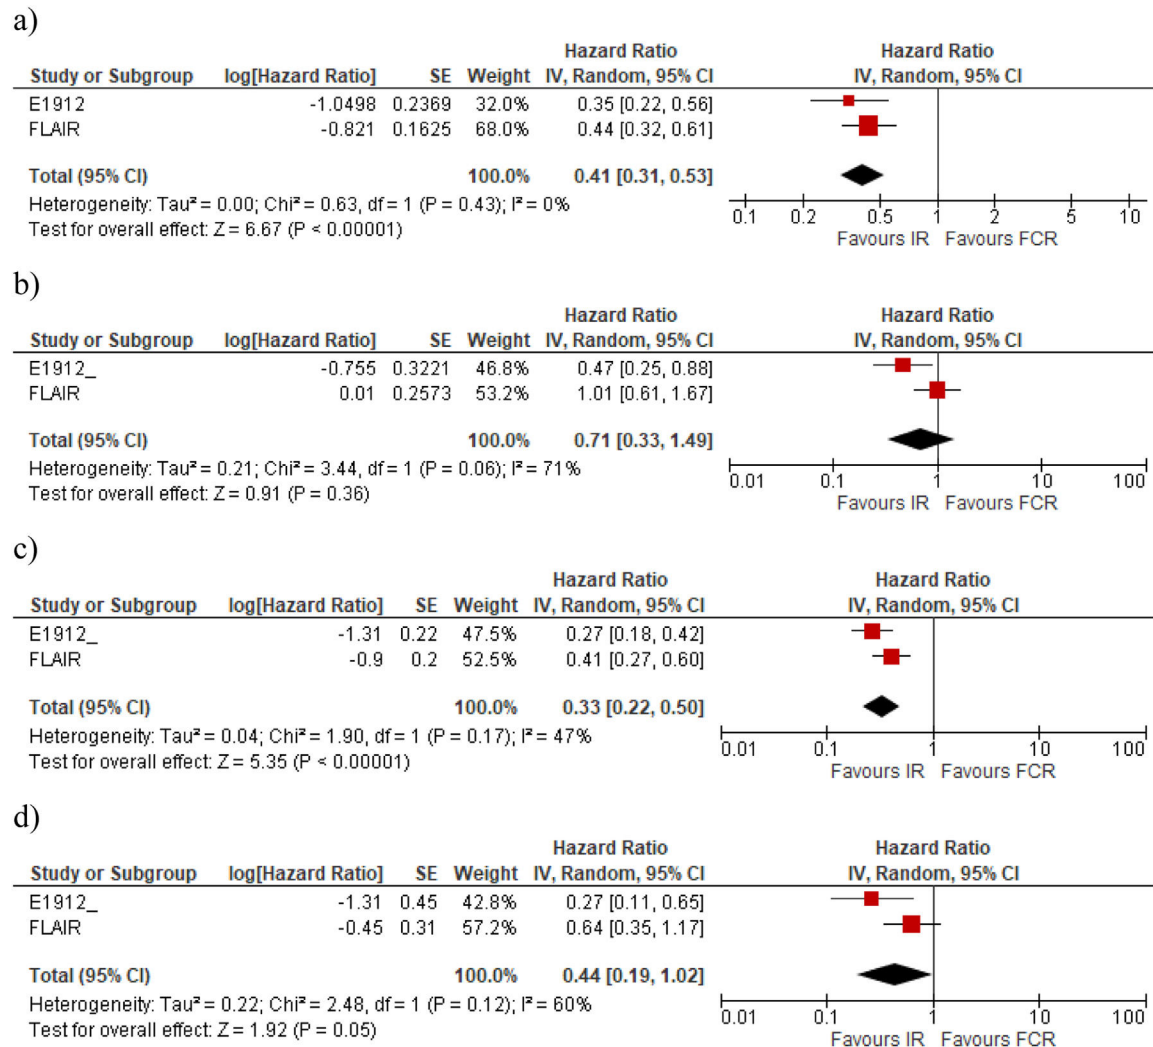 a)
Hazard Ratio Hazard Ratio
Study or Subgroup log[Hazard Ratio] SE Weight IV, Random, 95% CI IV, Random, 95% CI
E1912 -1.0498 0.2369 32.0% 0.35 [0.22, 0.56]
FLAIR -0.821 0.1625 68.0% 0.44 [0.32, 0.61]
Total (95% CI) 100.0% 0.41 [0.31, 0.53]
Heterogeneity: Tau² = 0.00; Chi² = 0.63, df = 1 (P = 0.43); I² = 0%
Test for overall effect: Z = 6.67 (P < 0.00001)
0.1 0.2 0.5 1 2 5 10
Favours IR Favours FCR
b)
Hazard Ratio Hazard Ratio
Study or Subgroup log[Hazard Ratio] SE Weight IV, Random, 95% CI IV, Random, 95% CI
E1912_ -0.755 0.3221 46.8% 0.47 [0.25, 0.88]
FLAIR 0.01 0.2573 53.2% 1.01 [0.61, 1.67]
Total (95% CI) 100.0% 0.71 [0.33, 1.49]
Heterogeneity: Tau² = 0.21; Chi² = 3.44, df = 1 (P = 0.06); I² = 71%
Test for overall effect: Z = 0.91 (P = 0.36)
0.01 0.1 1 10 100
Favours IR Favours FCR
c)
Hazard Ratio Hazard Ratio
Study or Subgroup log[Hazard Ratio] SE Weight IV, Random, 95% CI IV, Random, 95% CI
E1912_ -1.31 0.22 47.5% 0.27 [0.18, 0.42]
FLAIR -0.9 0.2 52.5% 0.41 [0.27, 0.60]
Total (95% CI) 100.0% 0.33 [0.22, 0.50]
Heterogeneity: Tau² = 0.04; Chi² = 1.90, df = 1 (P = 0.17); I² = 47%
Test for overall effect: Z = 5.35 (P < 0.00001)
0.01 0.1 1 10 100
Favours IR Favours FCR
d)
Hazard Ratio Hazard Ratio
Study or Subgroup log[Hazard Ratio] SE Weight IV, Random, 95% CI IV, Random, 95% CI
E1912_ -1.31 0.45 42.8% 0.27 [0.11, 0.65]
FLAIR -0.45 0.31 57.2% 0.64 [0.35, 1.17]
Total (95% CI) 100.0% 0.44 [0.19, 1.02]
Heterogeneity: Tau² = 0.22; Chi² = 2.48, df = 1 (P = 0.12); I² = 60%
Test for overall effect: Z = 1.92 (P = 0.05)
0.01 0.1 1 10 100
Favours IR Favours FCR